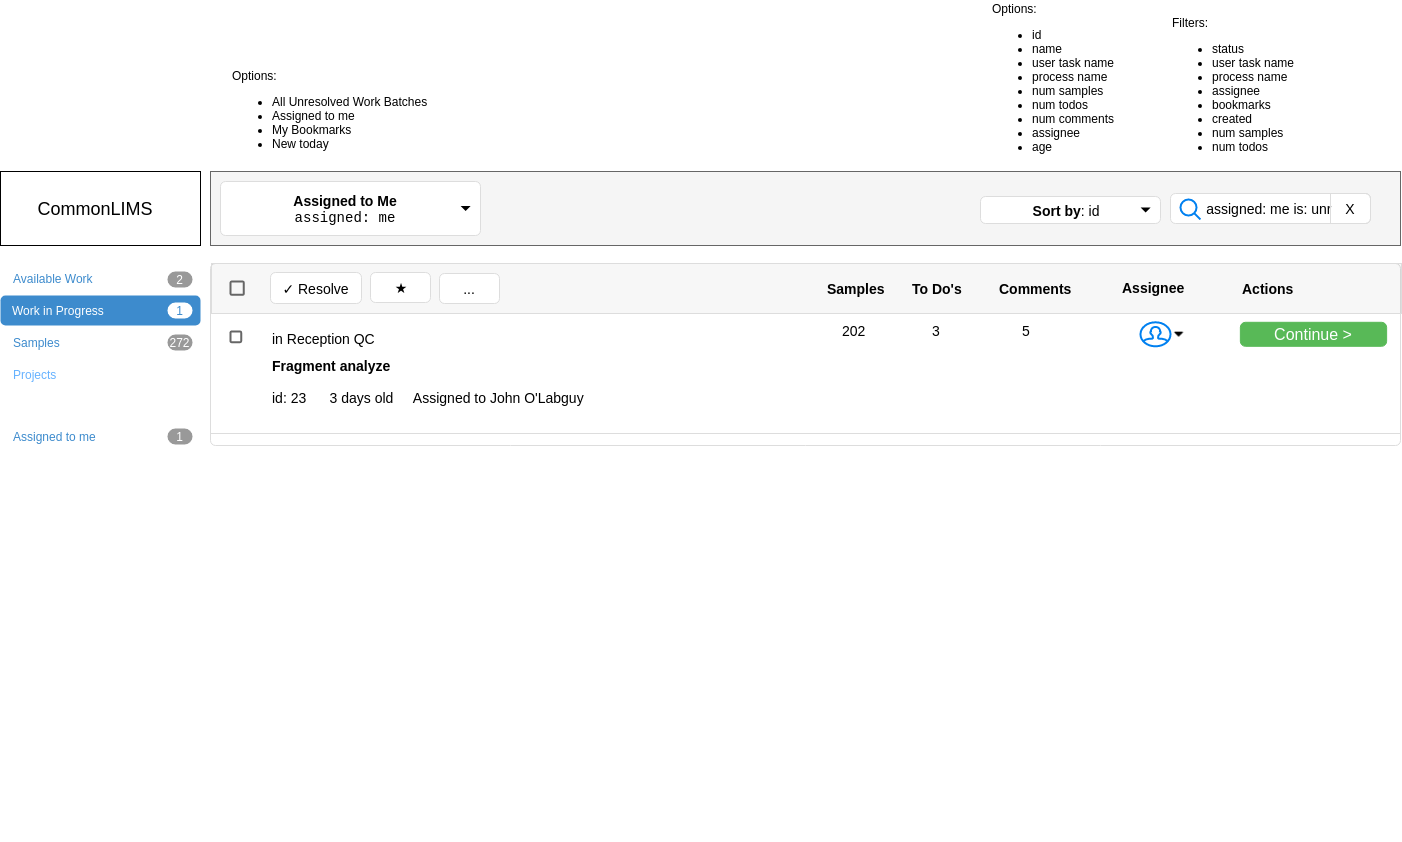 Options:
id
name
user task name
process name
num samples
num todos
num comments
assignee
age
Filters:
status
user task name
process name
assignee
bookmarks
created
num samples
num todos
Options:
All Unresolved Work Batches
Assigned to me
My Bookmarks
New today
CommonLIMS
Assigned to Me
assigned: me
Sort by: id
assigned: me is: unr
X
Available Work 2
Work in Progress 1
Samples 272
Projects
Assigned to me 1
✓ Resolve ★ ... Samples To Do's Comments Assignee Actions
in Reception QC 202 3 5 Continue >
Fragment analyze
id: 23 3 days old Assigned to John O'Labguy